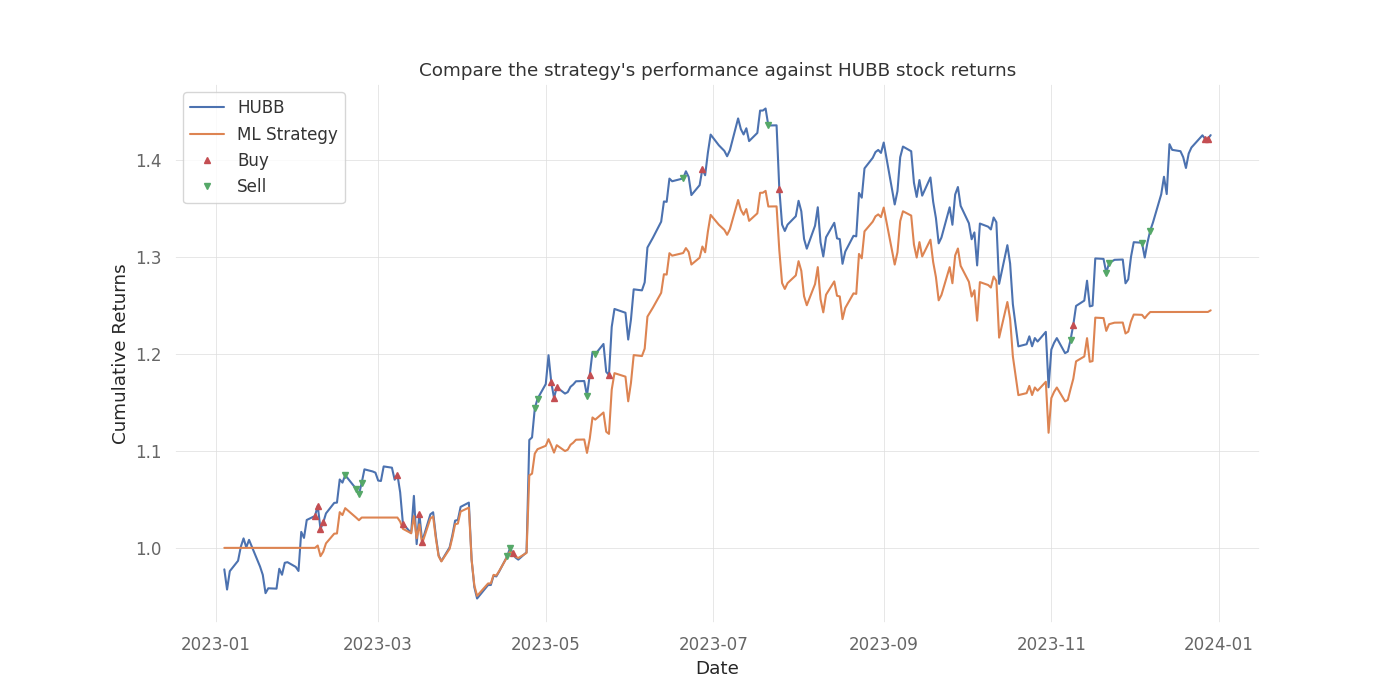 Compare the strategy's performance against HUBB stock returns
HUBB
ML Strategy
Buy
Sell
Cumulative Returns
1.4
1.3
1.2
1.1
1.0
2023-01
2023-03
2023-05
2023-07
2023-09
2023-11
2024-01
Date